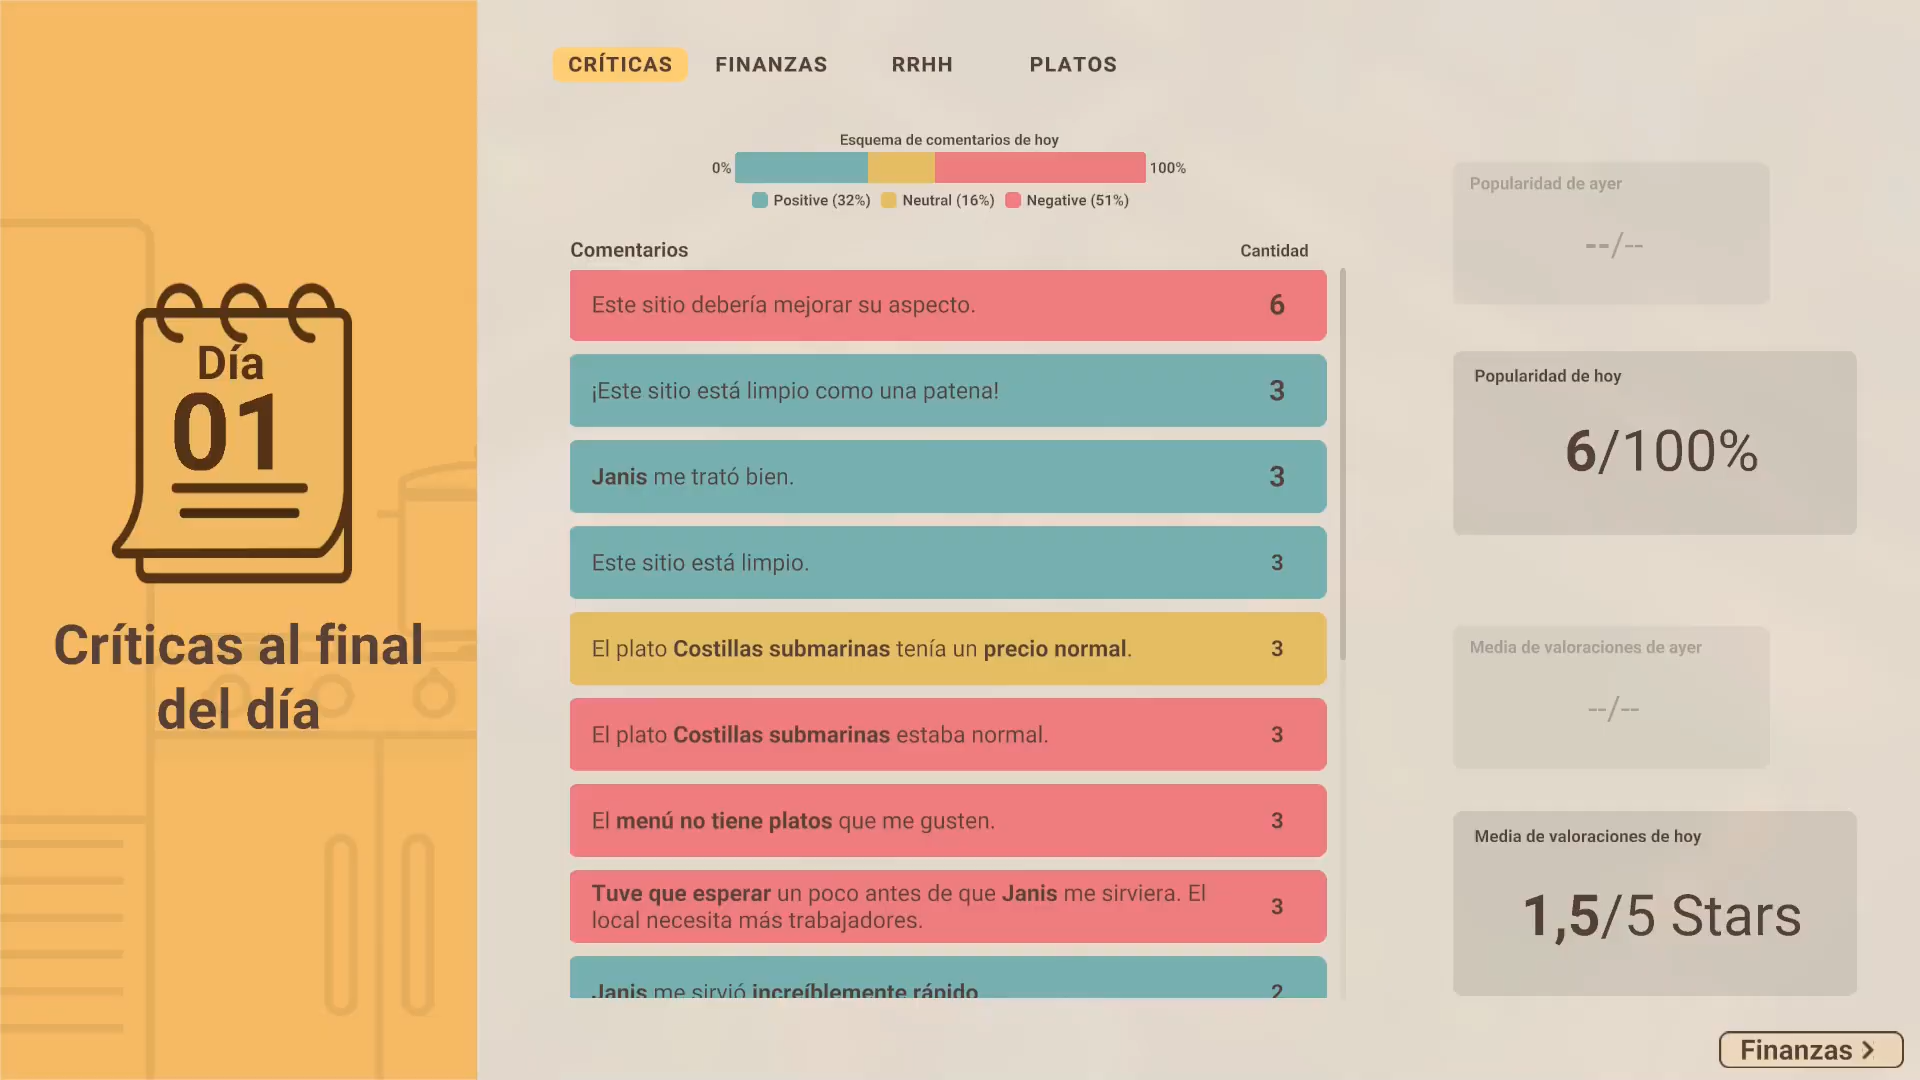 CRÍTICAS
FINANZAS
RRHH
PLATOS
Esquema de comentarios de hoy
0%
100%
Positive (32%)
Neutral (16%)
Negative (51%)
Comentarios
Cantidad
Este sitio debería mejorar su aspecto.
6
¡Este sitio está limpio como una patena!
3
Janis me trató bien.
3
Este sitio está limpio.
3
El plato Costillas submarinas tenía un precio normal.
3
El plato Costillas submarinas estaba normal.
3
El menú no tiene platos que me gusten.
3
Tuve que esperar un poco antes de que Janis me sirviera. El
local necesita más trabajadores.
3
Janis me sirvió increíblemente rápido
2
Día
01
Críticas al final
del día
Popularidad de ayer
--/--
Popularidad de hoy
6/100%
Media de valoraciones de ayer
--/--
Media de valoraciones de hoy
1,5/5 Stars
Finanzas >